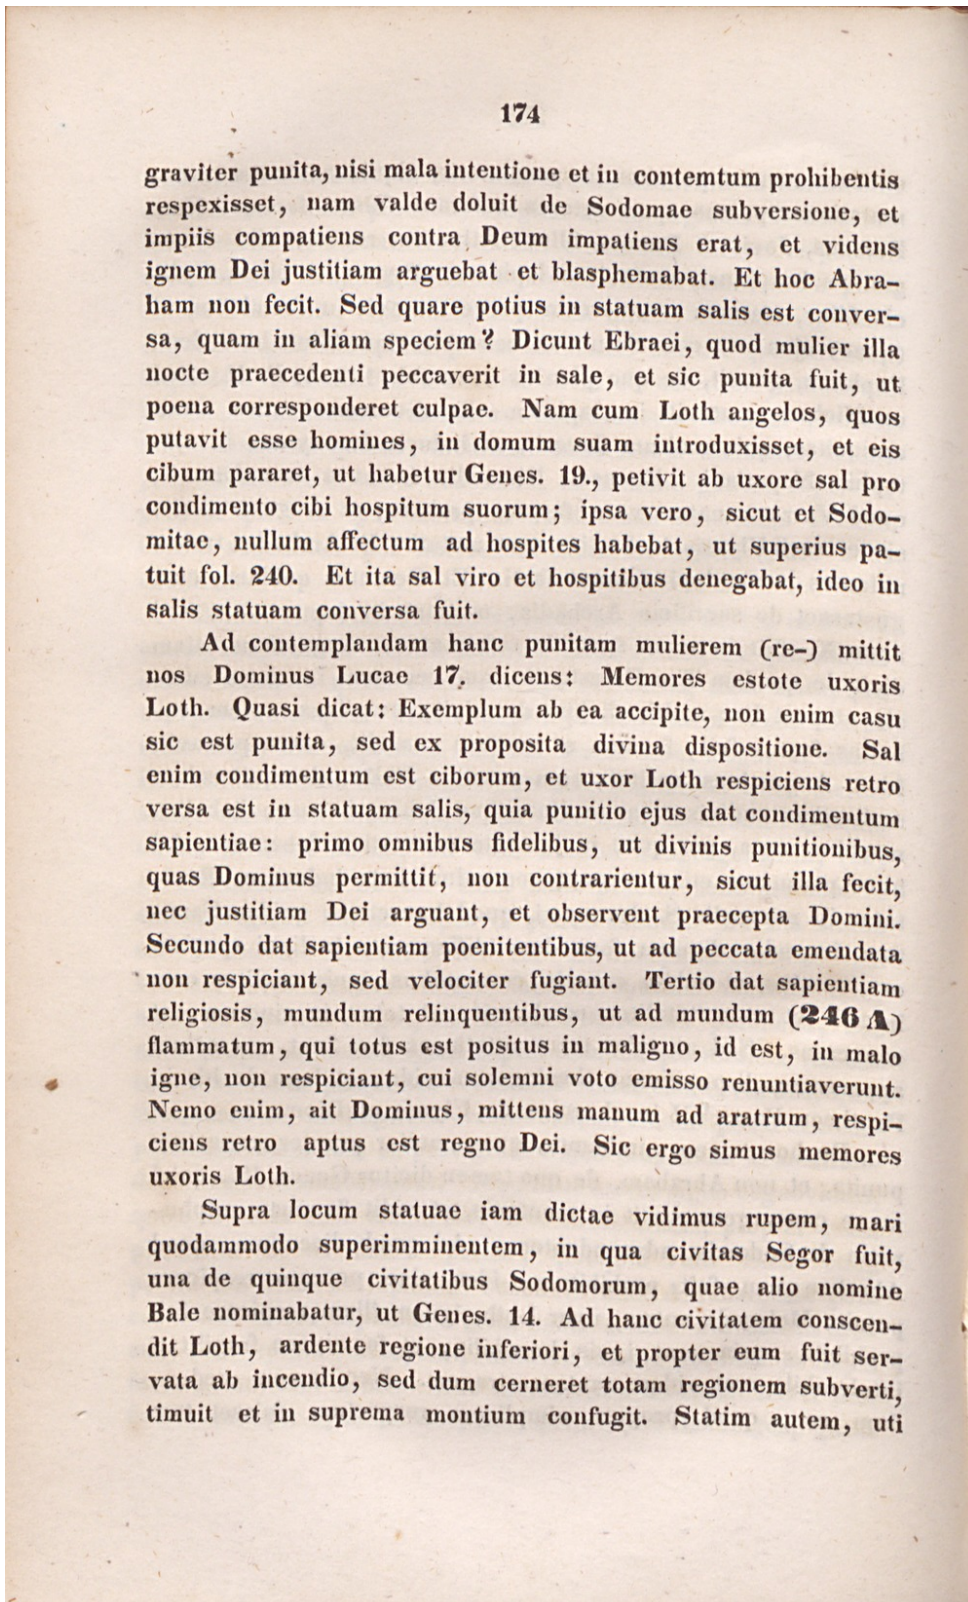 174
graviter punita, nisi mala intentione et in contemtum prohibentis
respexisset, nam valde doluit de Sodomae subversione, et
impiis compatiens contra Deum impatiens erat, et videns
ignem Dei justitiam arguebat et blasphemabat. Et hoc Abra-
ham non fecit. Sed quare potius in statuam salis est conver-
sa, quam in aliam speciem? Dicunt Ebraei, quod mulier illa
nocte praecedenti peccaverit in sale, et sic punita fuit, ut
poena corresponderet culpae. Nam cum Loth angelos, quos
putavit esse homines, in domum suam introduxisset, et eis
cibum pararet, ut habetur Genes. 19., petivit ab uxore sal pro
condimento cibi hospitum suorum; ipsa vero, sicut et Sodo-
mitae, nullum affectum ad hospites habebat, ut superius pa-
tuit fol. 240. Et ita sal viro et hospitibus denegabat, ideo in
salis statuam conversa fuit.
Ad contemplandam hanc punitam mulierem (re-) mittit
nos Dominus Lucae 17. dicens: Memores estote uxoris
Loth. Quasi dicat: Exemplum ab ea accipite, non enim casu
sic est punita, sed ex proposita divina dispositione. Sal
enim condimentum est ciborum, et uxor Loth respiciens retro
versa est in statuam salis, quia punitio ejus dat condimentum
sapientiae: primo omnibus fidelibus, ut divinis punitionibus,
quas Dominus permittit, non contrarientur, sicut illa fecit,
nec justitiam Dei arguant, et observent praecepta Domini.
Secundo dat sapientiam poenitentibus, ut ad peccata emendata
non respiciant, sed velociter fugiant. Tertio dat sapientiam
religiosis, mundum relinquentibus, ut ad mundum (246 A)
flammatum, qui totus est positus in maligno, id est, in malo
igne, non respiciant, cui solemni voto emisso renuntiaverunt.
Nemo enim, ait Dominus, mittens manum ad aratrum, respi-
ciens retro aptus est regno Dei. Sic ergo simus memores
uxoris Loth.
Supra locum statuae iam dictae vidimus rupem, mari
quodammodo superimminentem, in qua civitas Segor fuit,
una de quinque civitatibus Sodomorum, quae alio nomine
Bale nominabatur, ut Genes. 14. Ad hanc civitatem conscen-
dit Loth, ardente regione inferiori, et propter eum fuit ser-
vata ab incendio, sed dum cerneret totam regionem subverti,
timuit et in suprema montium confugit. Statim autem, uti